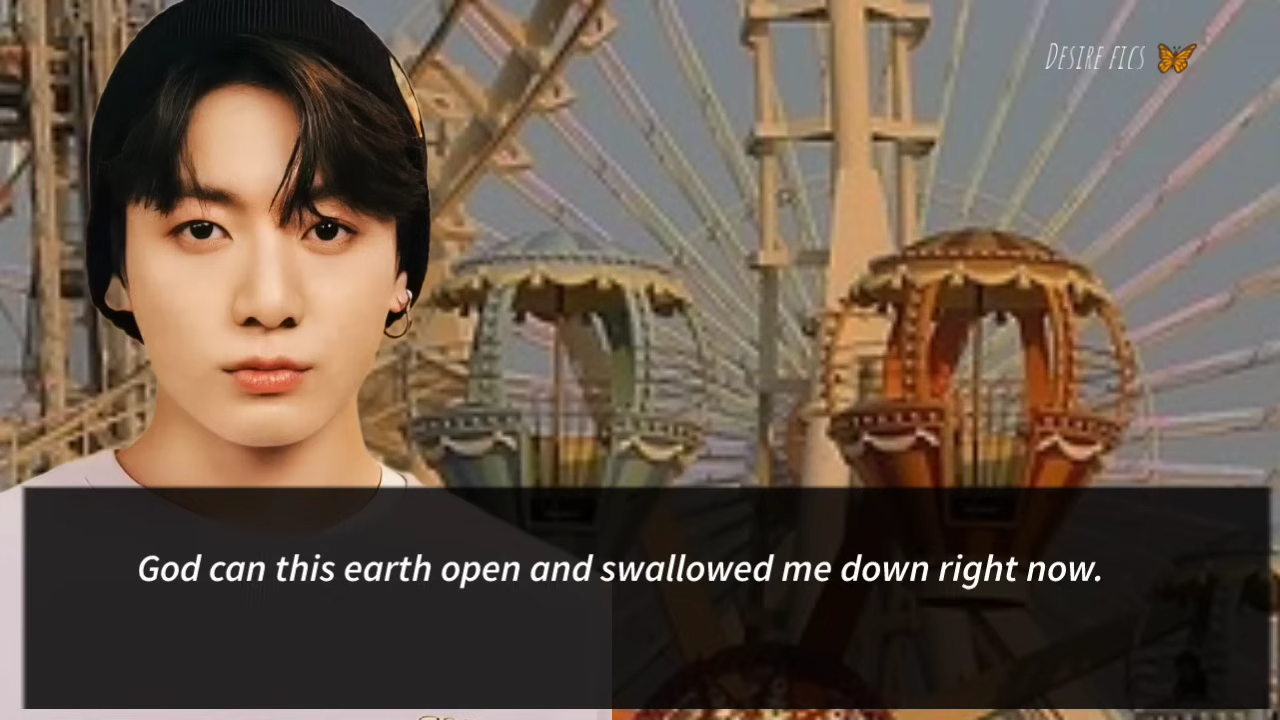 Desire fics 🦋
God can this earth open and swallowed me down right now.